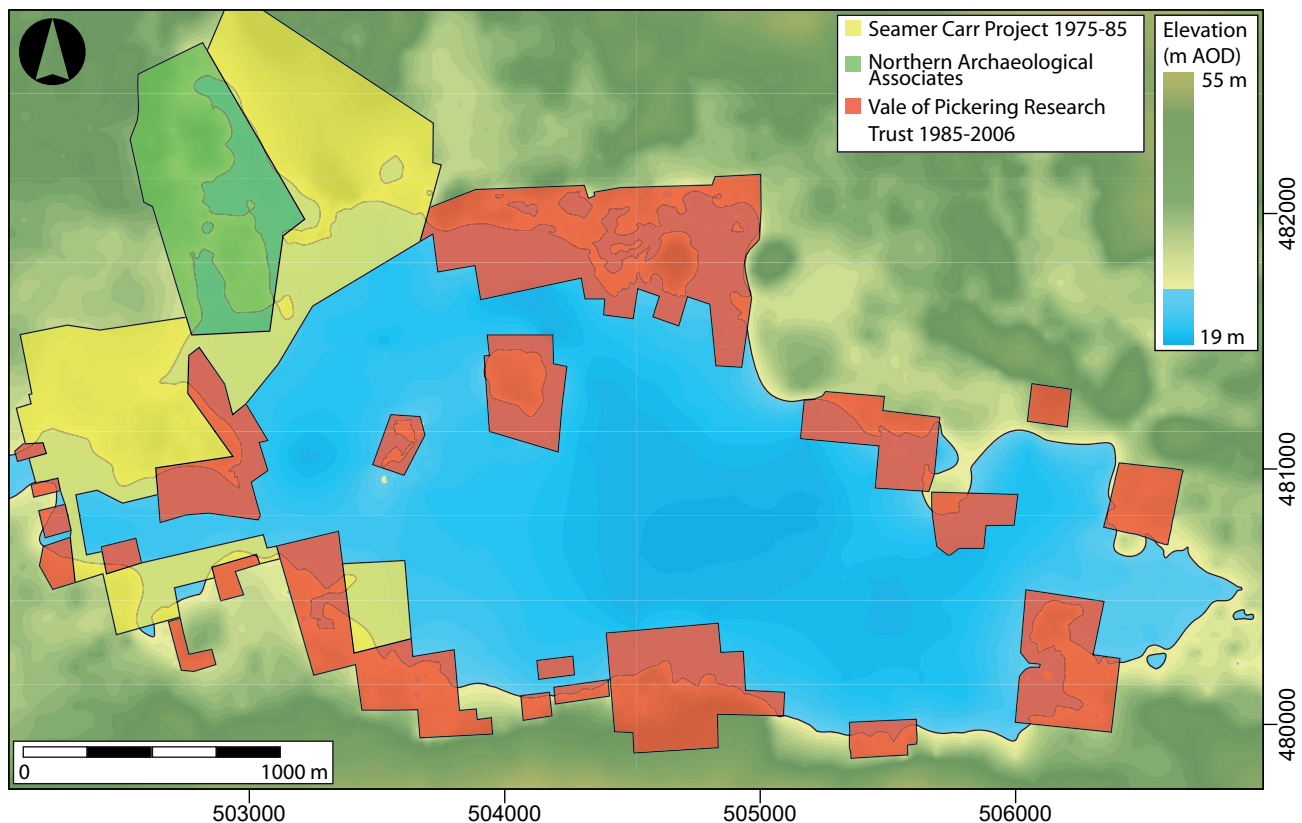 Seamer Carr Project 1975-85
Northern Archaeological
Associates
Vale of Pickering Research
Trust 1985-2006
Elevation
(m AOD)
55 m
19 m
482000
481000
480000
0 1000 m
503000 504000 505000 506000